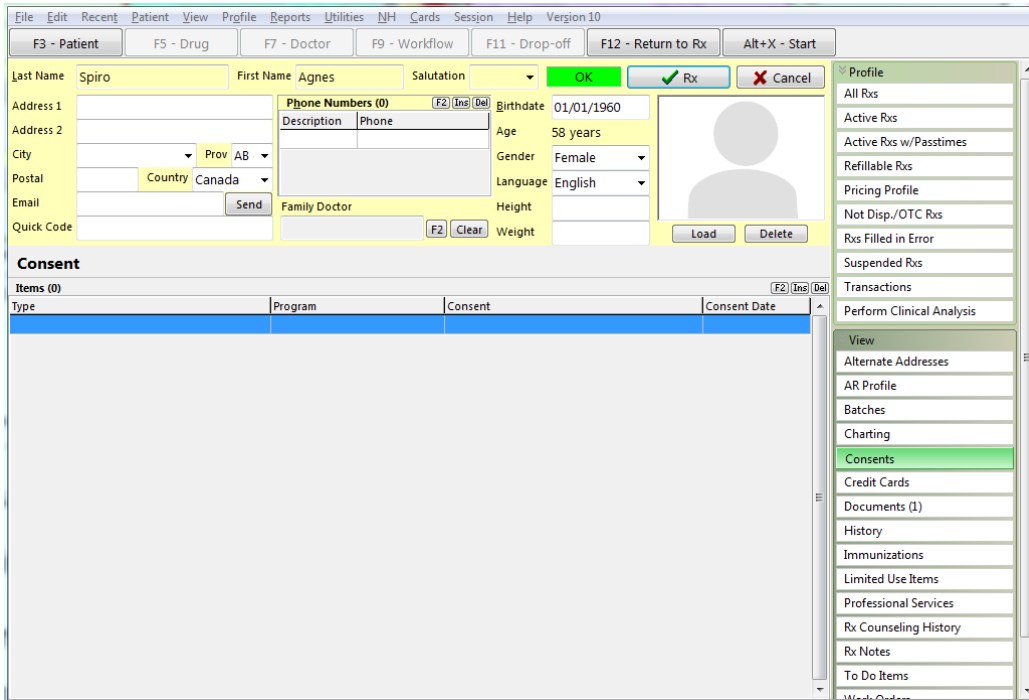 File Edit Recent Patient View Profile Reports Utilities NH Cards Session Help Version 10
F3 - Patient F5 - Drug F7 - Doctor F9 - Workflow F11 - Drop-off F12 - Return to Rx Alt+X - Start
Last Name Spiro First Name Agnes Salutation OK Rx Cancel
Address 1
Address 2
City Prov AB
Postal Country Canada
Email Send
Quick Code
Phone Numbers (0) F2 Ins Del
Description Phone
Family Doctor
F2 Clear
Birthdate 01/01/1960
Age 58 years
Gender Female
Language English
Height
Weight
Load Delete
Consent
Items (0) F2 Ins Del
Type Program Consent Consent Date
Profile
All Rxs
Active Rxs
Active Rxs w/Passtimes
Refillable Rxs
Pricing Profile
Not Disp./OTC Rxs
Rxs Filled in Error
Suspended Rxs
Transactions
Perform Clinical Analysis
View
Alternate Addresses
AR Profile
Batches
Charting
Consents
Credit Cards
Documents (1)
History
Immunizations
Limited Use Items
Professional Services
Rx Counseling History
Rx Notes
To Do Items
Work Orders